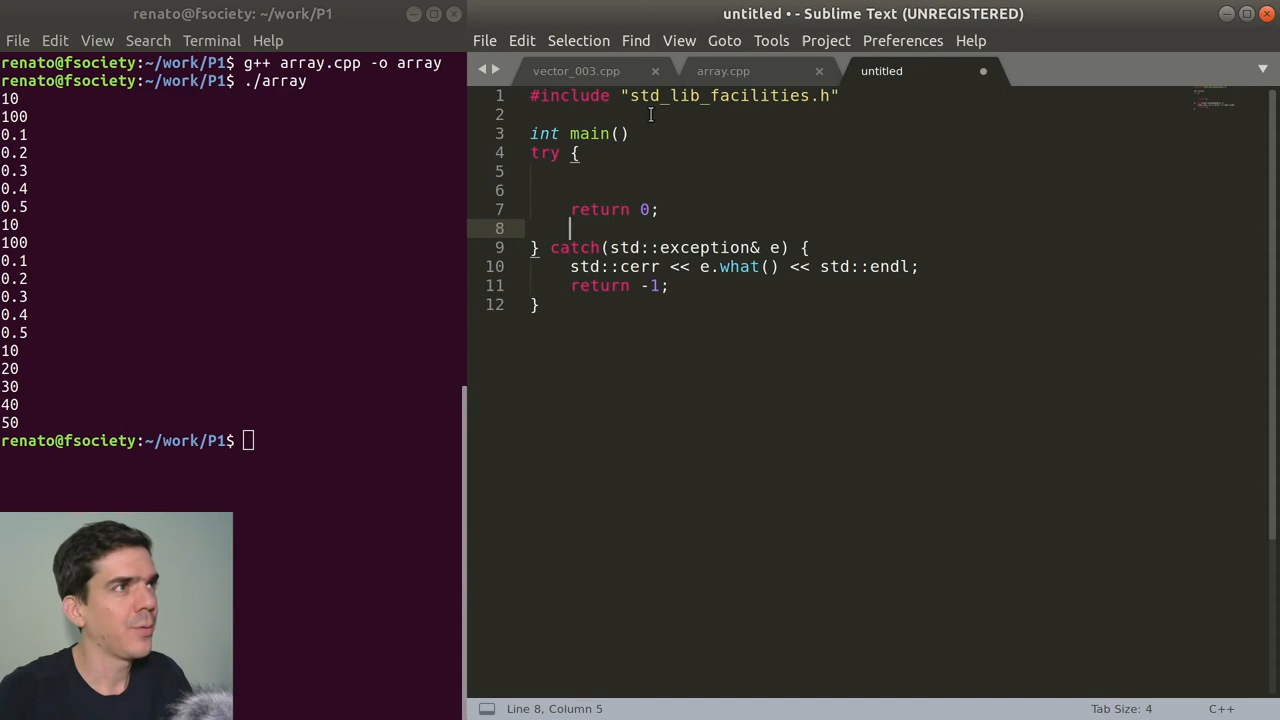 renato@fsociety: ~/work/P1
File Edit View Search Terminal Help
renato@fsociety:~/work/P1$ g++ array.cpp -o array
renato@fsociety:~/work/P1$ ./array
10
100
0.1
0.2
0.3
0.4
0.5
10
100
0.1
0.2
0.3
0.4
0.5
10
20
30
40
50
renato@fsociety:~/work/P1$
untitled • - Sublime Text (UNREGISTERED)
File Edit Selection Find View Goto Tools Project Preferences Help
vector_003.cpp array.cpp untitled
1 #include "std_lib_facilities.h"
2
3 int main()
4 try {
5
6
7 return 0;
8
9 } catch(std::exception& e) {
10 std::cerr << e.what() << std::endl;
11 return -1;
12 }
Line 8, Column 5 Tab Size: 4 C++